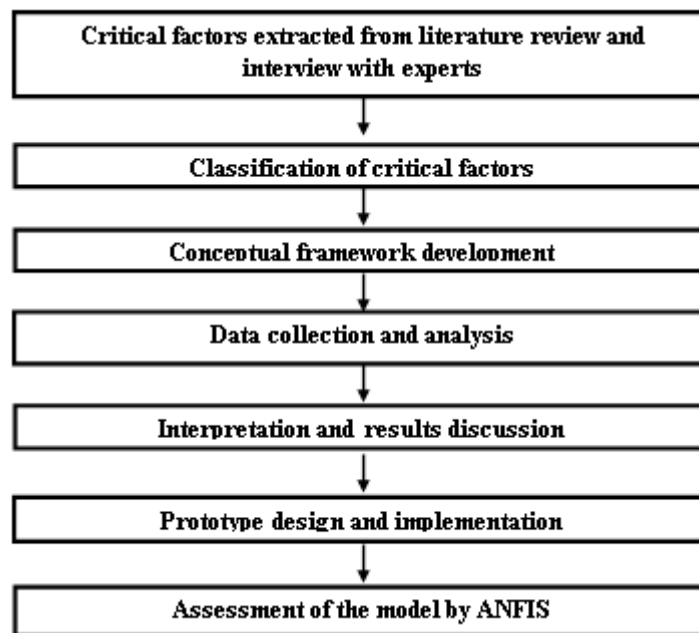 Critical factors extracted from literature review and
interview with experts
Classification of critical factors
Conceptual framework development
Data collection and analysis
Interpretation and results discussion
Prototype design and implementation
Assessment of the model by ANFIS